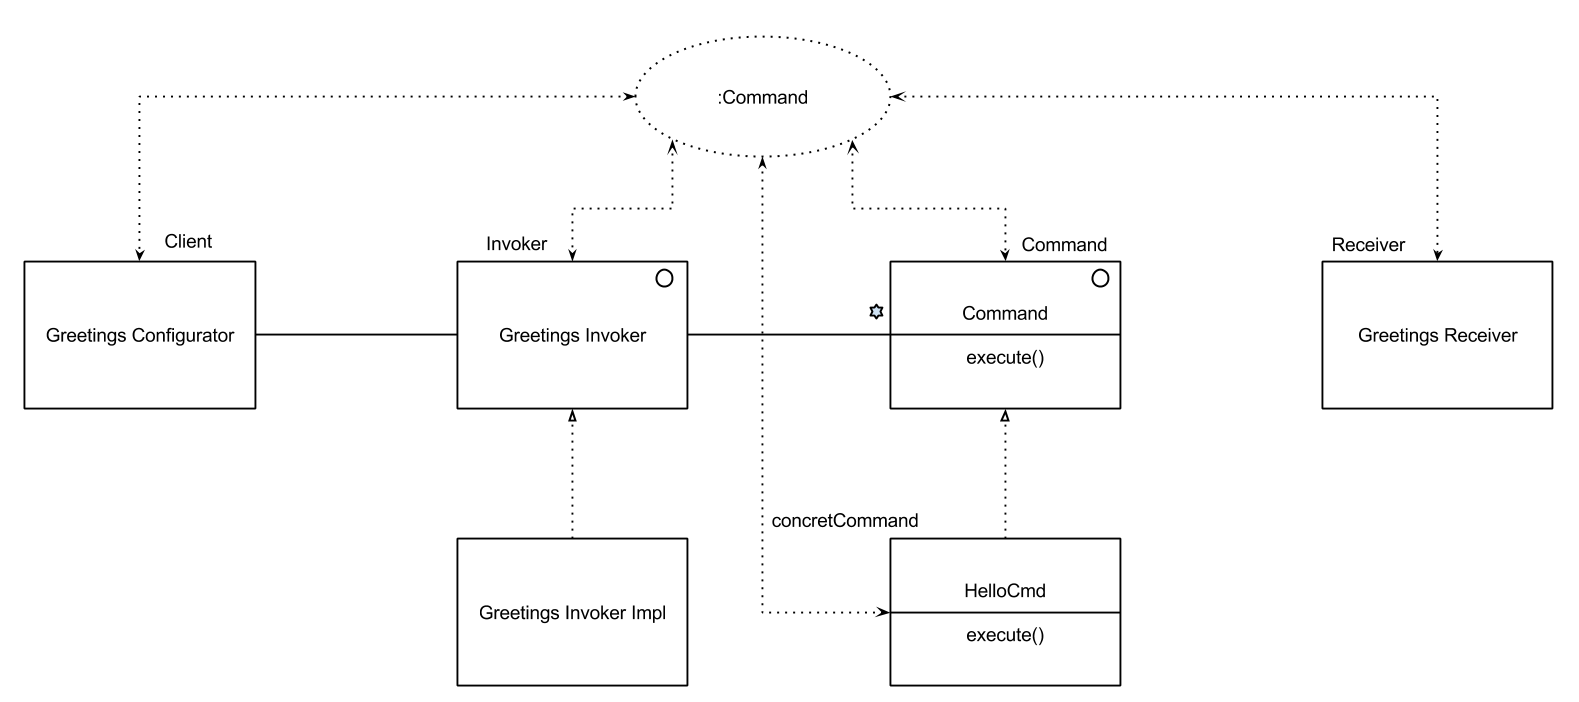 :Command
Client
Invoker
Command
Receiver
Greetings Configurator
Greetings Invoker
Command
execute()
Greetings Receiver
concretCommand
Greetings Invoker Impl
HelloCmd
execute()